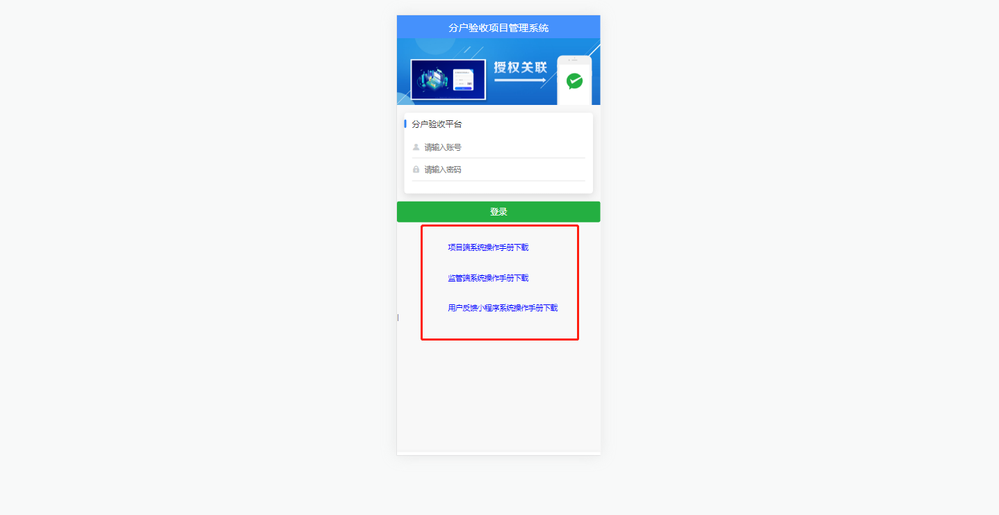 分户验收项目管理系统
授权关联
分户验收平台
请输入账号
请输入密码
登录
项目端系统操作手册下载
监管端系统操作手册下载
用户反馈小程序系统操作手册下载